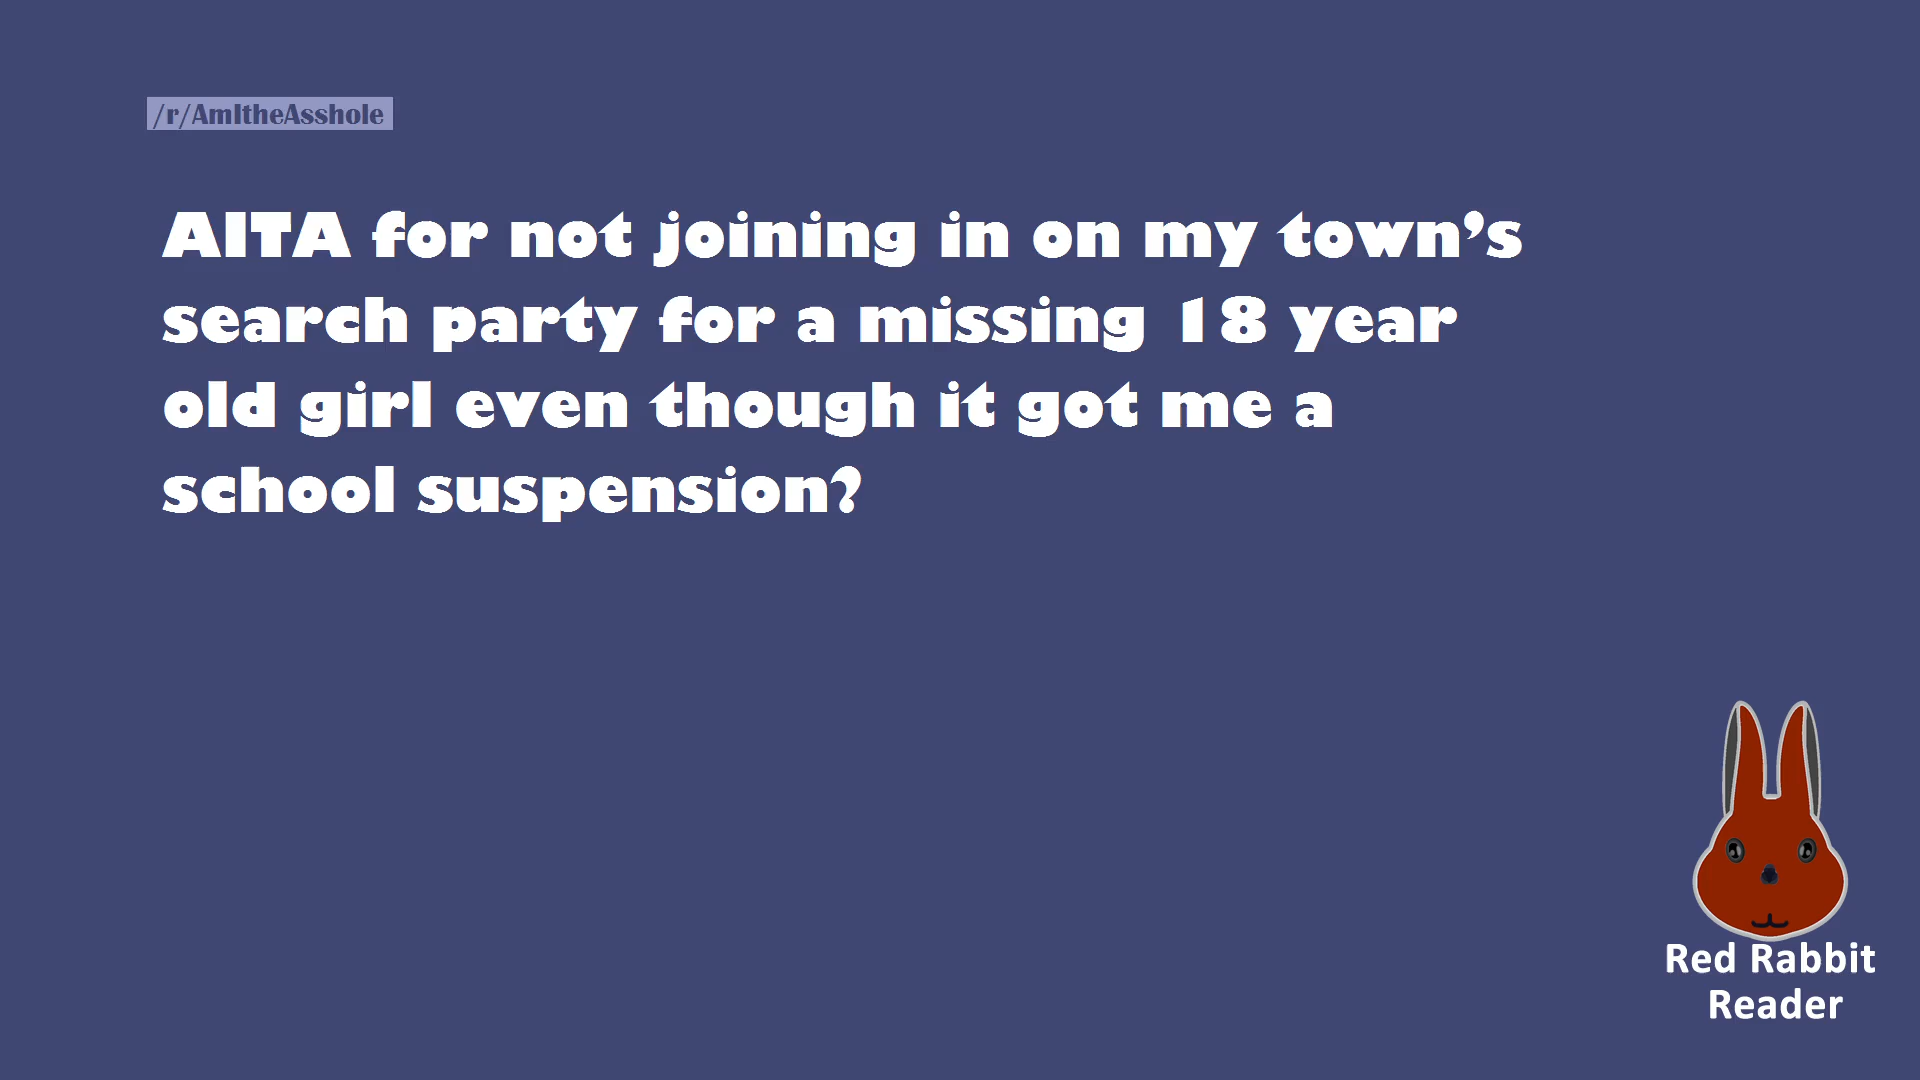 /r/AmItheAsshole
AITA for not joining in on my town’s
search party for a missing 18 year
old girl even though it got me a
school suspension?
Red Rabbit
Reader